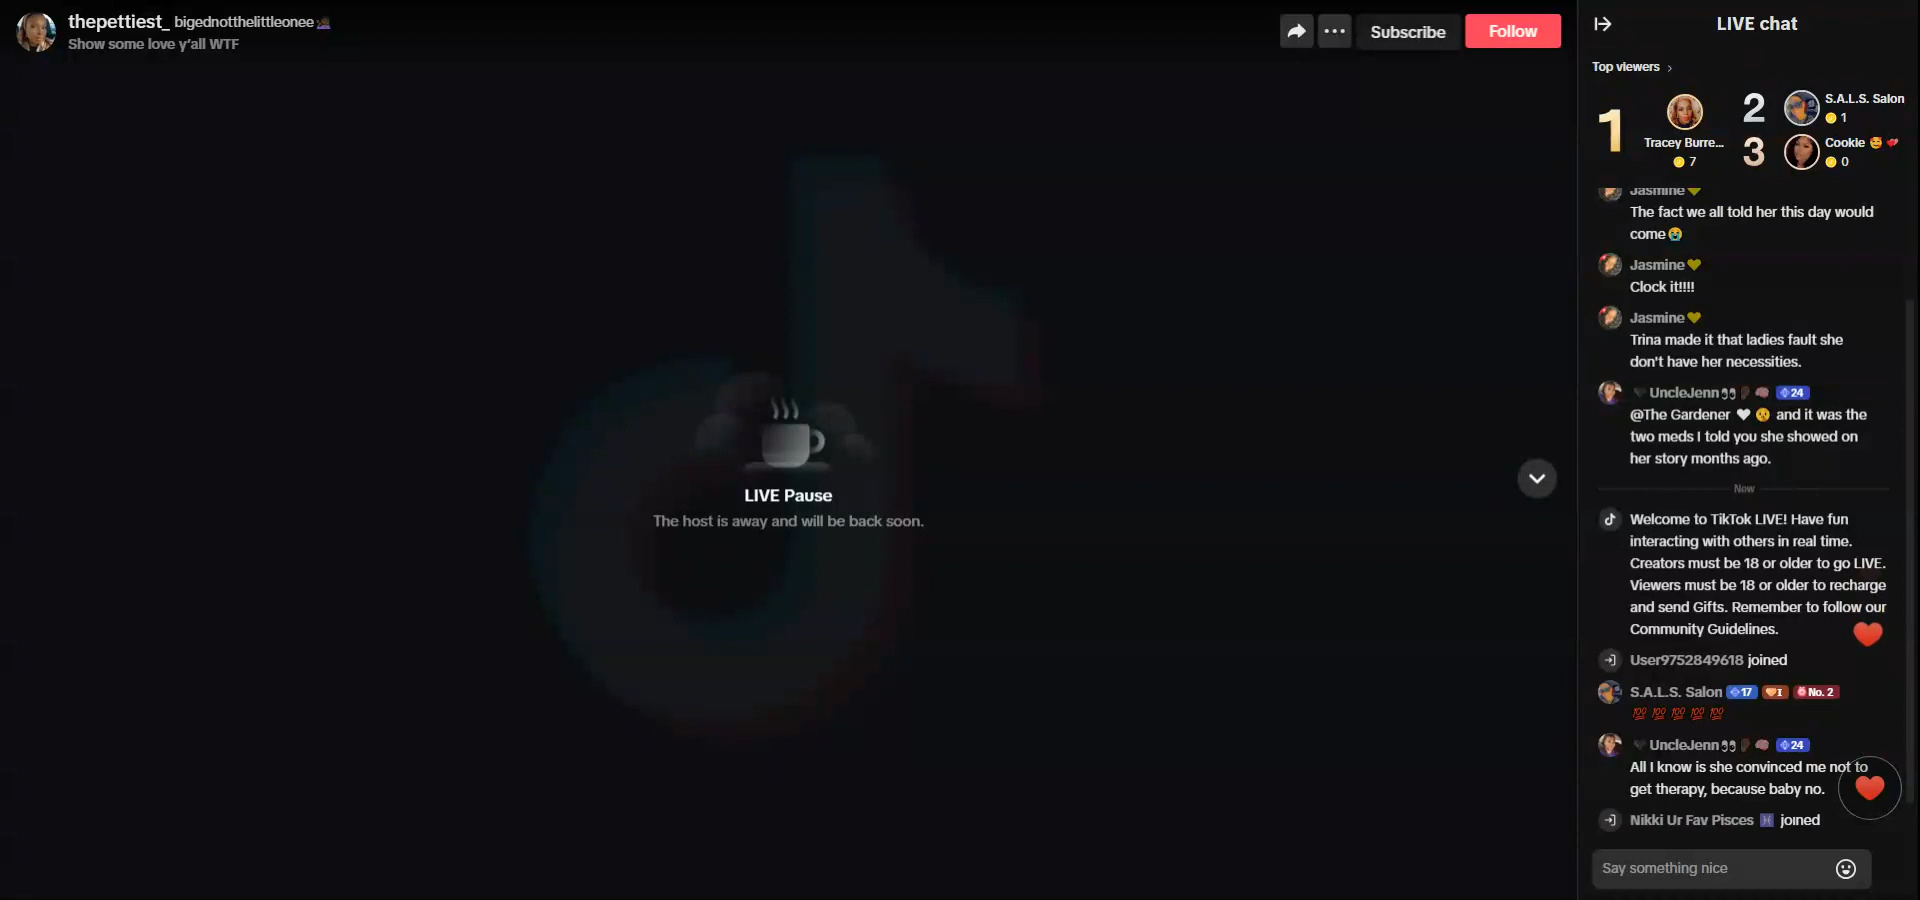 thepettiest_ bigednotthelittleonee
Show some love y'all WTF
Subscribe
Follow
LIVE Pause
The host is away and will be back soon.
LIVE chat
Top viewers
1
Tracey Burre...
7
2
S.A.L.S. Salon
1
3
Cookie
0
Jasmine
The fact we all told her this day would
come
Jasmine
Clock it!!!!
Jasmine
Trina made it that ladies fault she
don't have her necessities.
UncleJenn 24
@The Gardener and it was the
two meds I told you she showed on
her story months ago.
Now
Welcome to TikTok LIVE! Have fun
interacting with others in real time.
Creators must be 18 or older to go LIVE.
Viewers must be 18 or older to recharge
and send Gifts. Remember to follow our
Community Guidelines.
User9752849618 joined
S.A.L.S. Salon 17 I No. 2
💯 💯 💯 💯 💯
UncleJenn 24
All I know is she convinced me not to
get therapy, because baby no.
Nikki Ur Fav Pisces joined
Say something nice